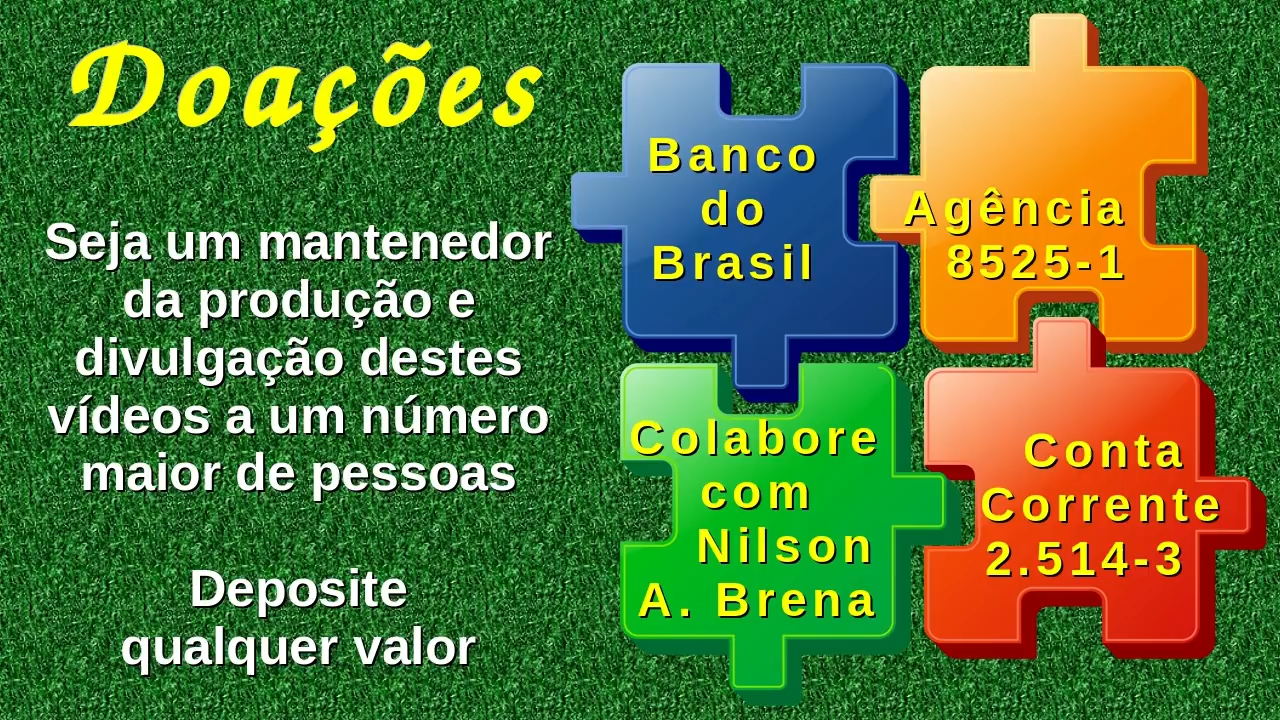 Doações
Seja um mantenedor
da produção e
divulgação destes
vídeos a um número
maior de pessoas
Deposite
qualquer valor
Banco
do
Brasil
Agência
8525-1
Colabore
com
Nilson
A. Brena
Conta
Corrente
2.514-3